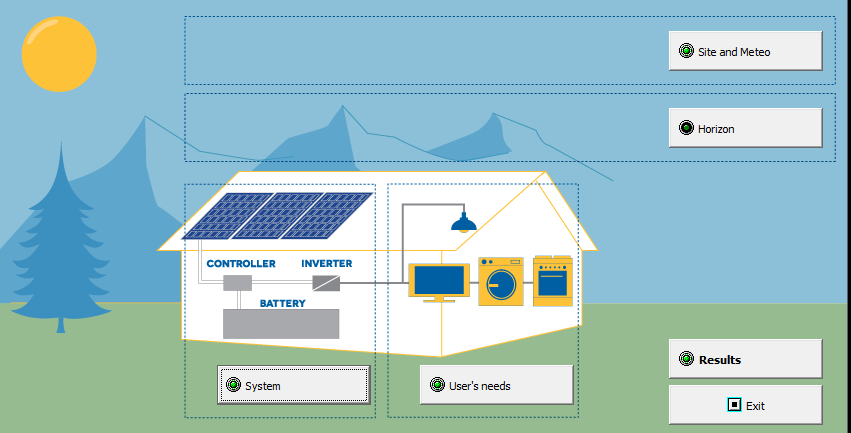 Site and Meteo
Horizon
CONTROLLER
INVERTER
BATTERY
System
User's needs
Results
Exit